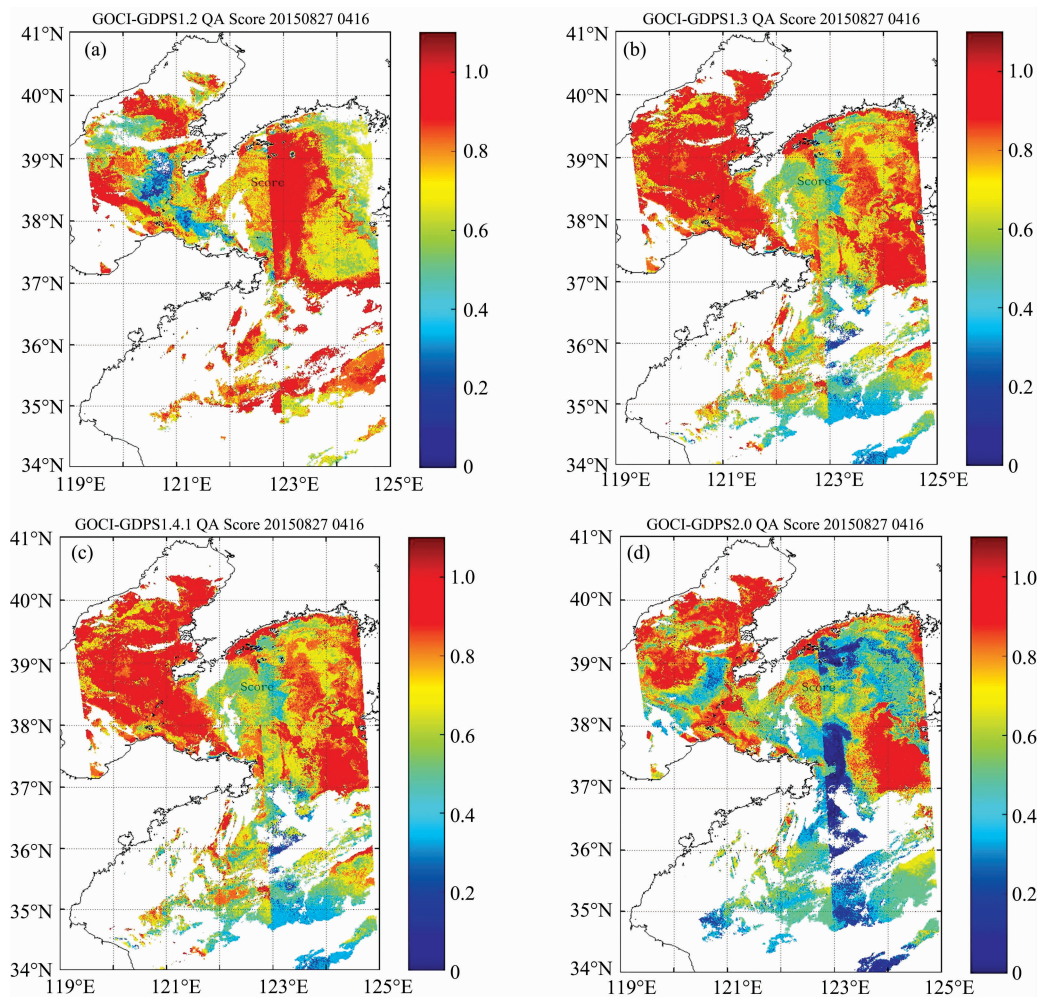 GOCI-GDPS1.2 QA Score 20150827 0416
(a)
Score
41°N
40°N
39°N
38°N
37°N
36°N
35°N
34°N
119°E 121°E 123°E 125°E
1.0
0.8
0.6
0.4
0.2
0
GOCI-GDPS1.3 QA Score 20150827 0416
(b)
Score
41°N
40°N
39°N
38°N
37°N
36°N
35°N
34°N
119°E 121°E 123°E 125°E
1.0
0.8
0.6
0.4
0.2
0
GOCI-GDPS1.4.1 QA Score 20150827 0416
(c)
Score
41°N
40°N
39°N
38°N
37°N
36°N
35°N
34°N
119°E 121°E 123°E 125°E
1.0
0.8
0.6
0.4
0.2
0
GOCI-GDPS2.0 QA Score 20150827 0416
(d)
Score
41°N
40°N
39°N
38°N
37°N
36°N
35°N
34°N
119°E 121°E 123°E 125°E
1.0
0.8
0.6
0.4
0.2
0